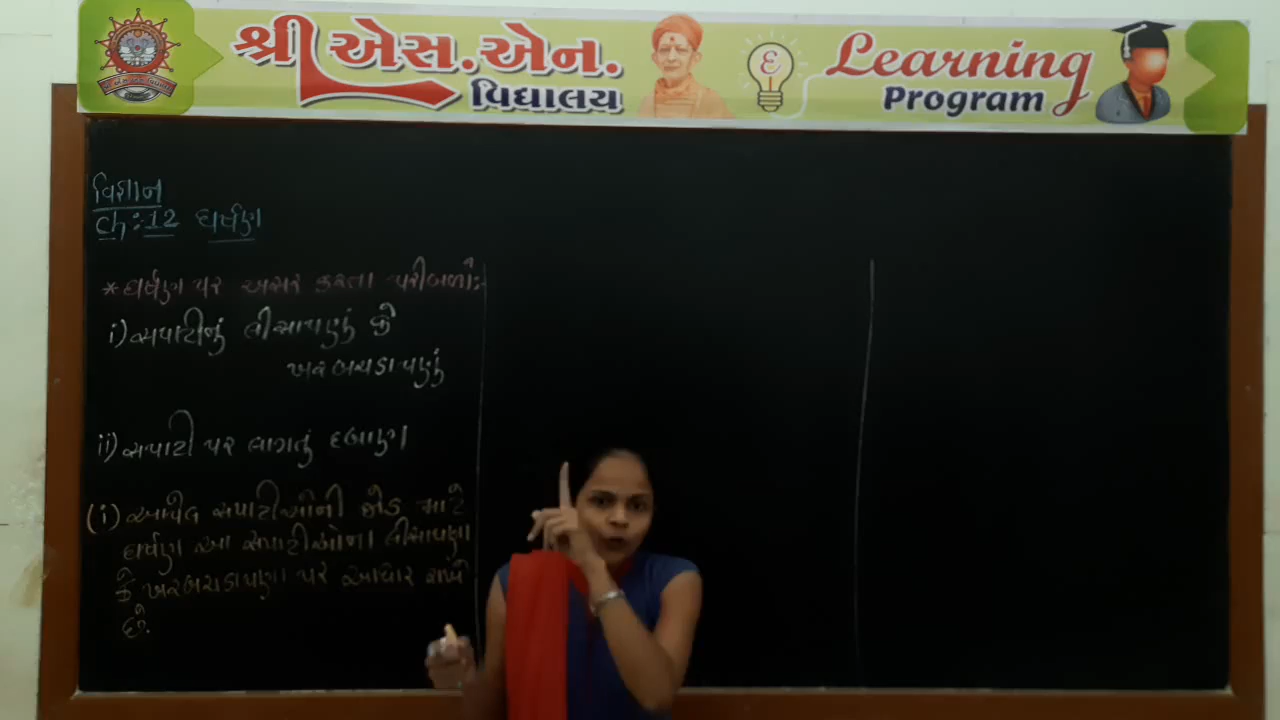 શ્રી એસ.એન.
વિદ્યાલય
Learning
Program
વિજ્ઞાન
Ch:-12 ઘર્ષણ
*ઘર્ષણ પર અસર કરતા પરીબળો:-
i) સપાટીનું લીસાપણું કે
ખરબચડાપણું
ii) સપાટી પર લાગતું દબાણ
(i) આપેલ સપાટીઓની જોડ માટે
ઘર્ષણ આ સપાટીઓના લીસાપણા
કે ખરબચડાપણા પર આધાર રાખે
છે.